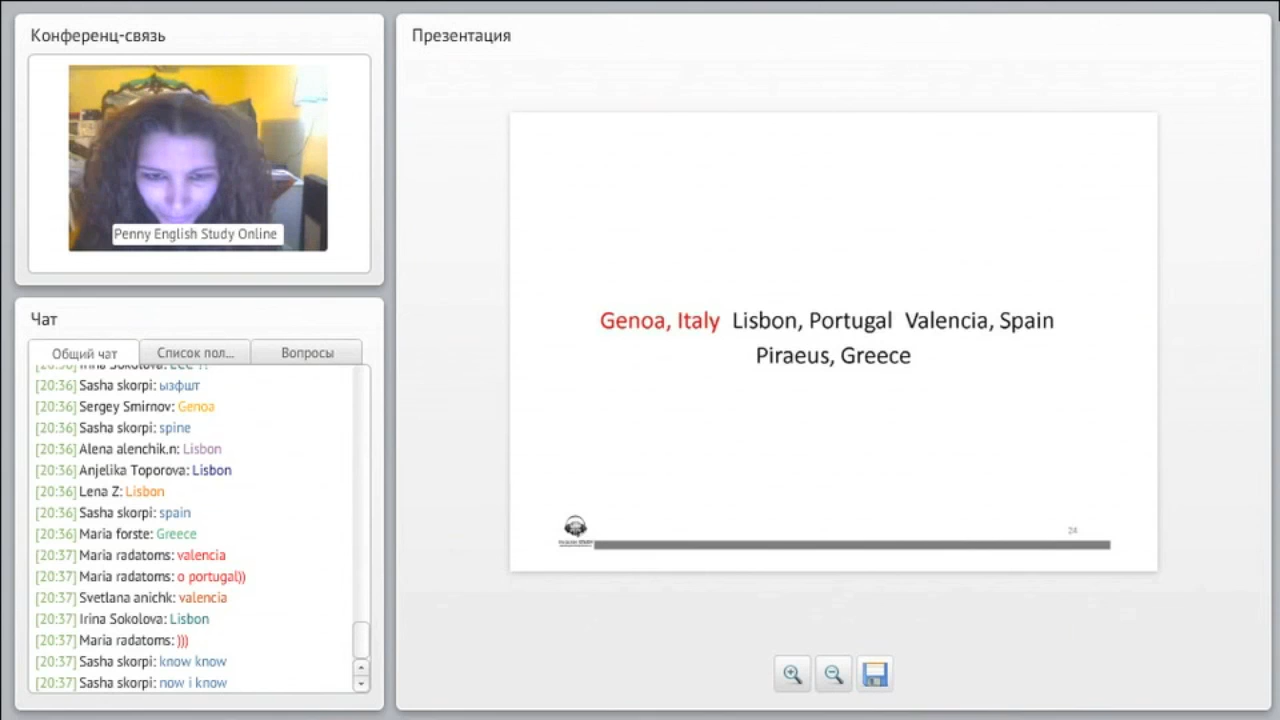 Конференц-связь
Penny English Study Online
Чат
Общий чат
Список пол...
Вопросы
[20:36] Sasha skorpi: ызфшт
[20:36] Sergey Smirnov: Genoa
[20:36] Sasha skorpi: spine
[20:36] Alena alenchik.n: Lisbon
[20:36] Anjelika Toporova: Lisbon
[20:36] Lena Z: Lisbon
[20:36] Sasha skorpi: spain
[20:36] Maria forste: Greece
[20:37] Maria radatoms: valencia
[20:37] Maria radatoms: o portugal))
[20:37] Svetlana anichk: valencia
[20:37] Irina Sokolova: Lisbon
[20:37] Maria radatoms: )))
[20:37] Sasha skorpi: know know
[20:37] Sasha skorpi: now i know
Презентация
Genoa, Italy Lisbon, Portugal Valencia, Spain
Piraeus, Greece
24